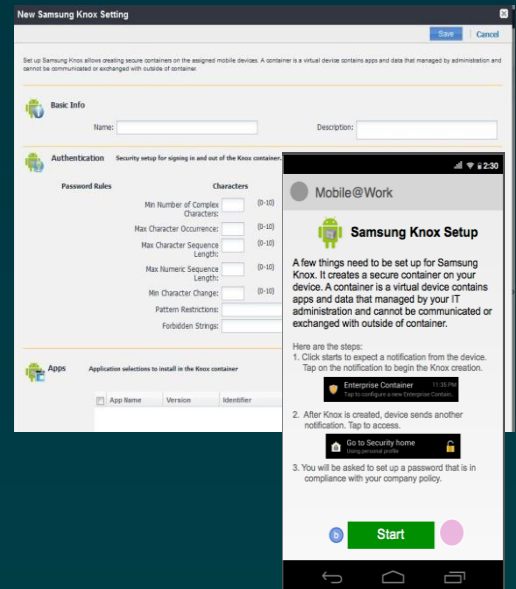 New Samsung Knox Setting
Save
Cancel
Set up Samsung Knox allows creating secure containers on the assigned mobile devices. A container is a virtual device contains apps and data that managed by administration and
cannot be communicated or exchanged with outside of container.
Basic Info
Name:
Description:
Authentication
Security setup for signing in and out of the Knox container.
Password Rules
Characters
Min Number of Complex
Characters:
(0-10)
Max Character Occurrence:
(0-10)
Max Character Sequence
Length:
(0-10)
Max Numeric Sequence
Length:
(0-10)
Min Character Change:
(0-10)
Pattern Restrictions:
Forbidden Strings:
Apps
Application selections to install in the Knox container
App Name Version Identifier
2:30
Mobile@Work
Samsung Knox Setup
A few things need to be set up for Samsung
Knox. It creates a secure container on your
device. A container is a virtual device contains
apps and data that managed by your IT
administration and cannot be communicated or
exchanged with outside of container.
Here are the steps:
1. Click starts to expect a notification from the device.
Tap on the notification to begin the Knox creation.
Enterprise Container
11:35 PM
Tap to configure a new Enterprise Contain..
2. After Knox is created, device sends another
notification. Tap to access.
Go to Security home
Using personal profile
3. You will be asked to set up a password that is in
compliance with your company policy.
b
Start